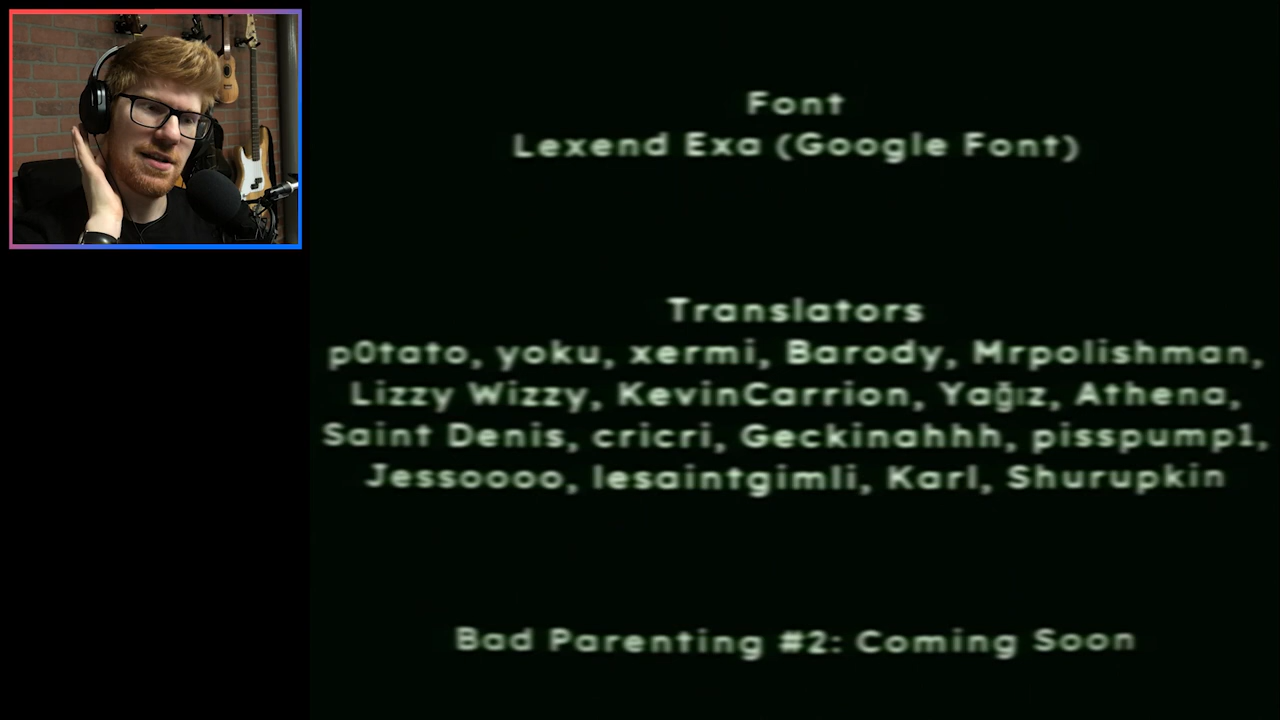 Font
Lexend Exa (Google Font)
Translators
p0tato, yoku, xermi, Barody, Mrpolishman,
Lizzy Wizzy, KevinCarrion, Yağız, Athena,
Saint Denis, cricri, Geckinahhh, pisspump1,
Jessoooo, lesaintgimli, Karl, Shurupkin
Bad Parenting #2: Coming Soon